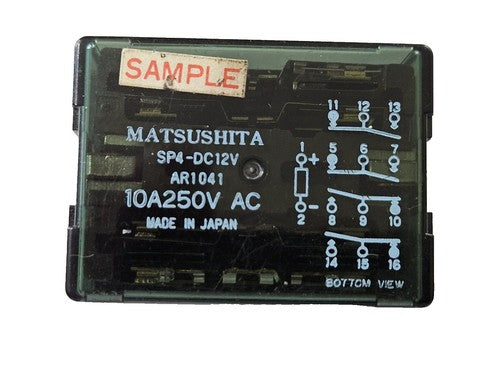 SAMPLE
MATSUSHITA
SP4-DC12V
AR1041
10A250V AC
MADE IN JAPAN
11 12 13
1 + 5 6 7
2 - 8 9 10
14 15 16
BOTTOM VIEW